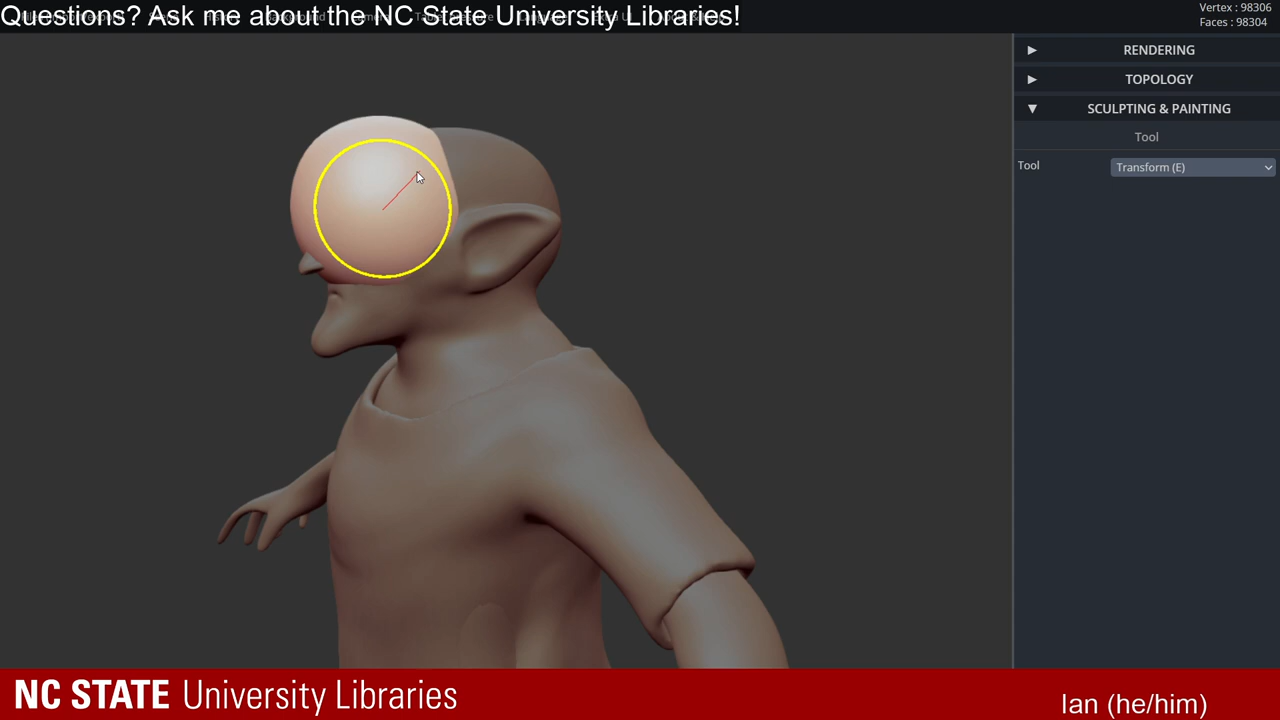 Questions? Ask me about the NC State University Libraries!
Vertex : 98306
Faces : 98304
▶ RENDERING
▶ TOPOLOGY
▼ SCULPTING & PAINTING
Tool
Tool
Transform (E)
NC STATE University Libraries
Ian (he/him)